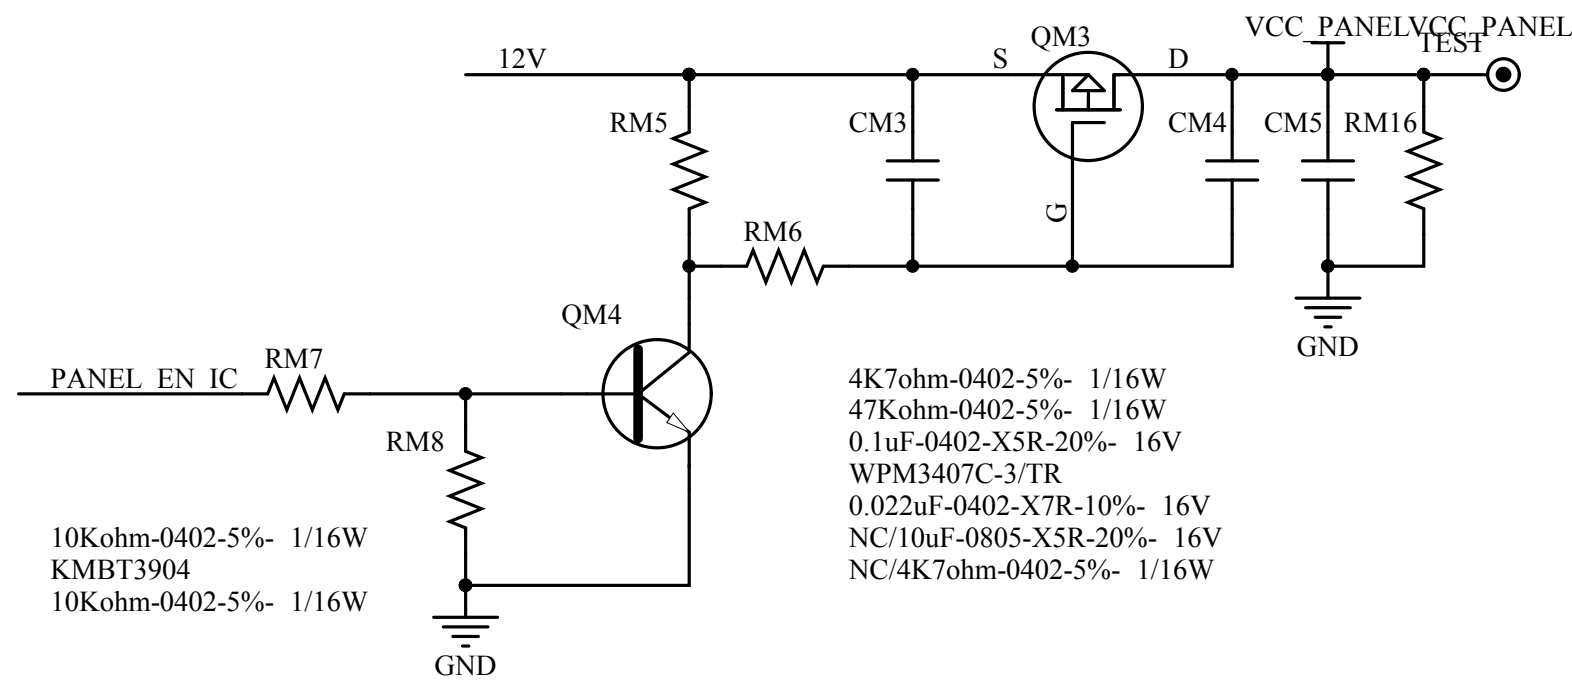 VCC_PANEL VCC_PANEL
TEST
QM3
12V
S
D
RM5
CM3
CM4
CM5
RM16
G
RM6
QM4
GND
RM7
PANEL_EN_IC
RM8
4K7ohm-0402-5%- 1/16W
47Kohm-0402-5%- 1/16W
0.1uF-0402-X5R-20%- 16V
WPM3407C-3/TR
0.022uF-0402-X7R-10%- 16V
NC/10uF-0805-X5R-20%- 16V
NC/4K7ohm-0402-5%- 1/16W
10Kohm-0402-5%- 1/16W
KMBT3904
10Kohm-0402-5%- 1/16W
GND